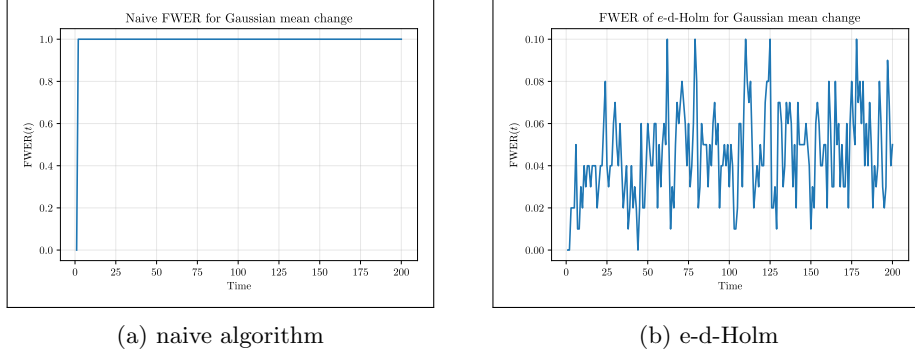 Naive FWER for Gaussian mean change
1.0
0.8
0.6
0.4
0.2
0.0
FWER(t)
0 25 50 75 100 125 150 175 200
Time
(a) naive algorithm
FWER of e-d-Holm for Gaussian mean change
0.10
0.08
0.06
0.04
0.02
0.00
FWER(t)
0 25 50 75 100 125 150 175 200
Time
(b) e-d-Holm